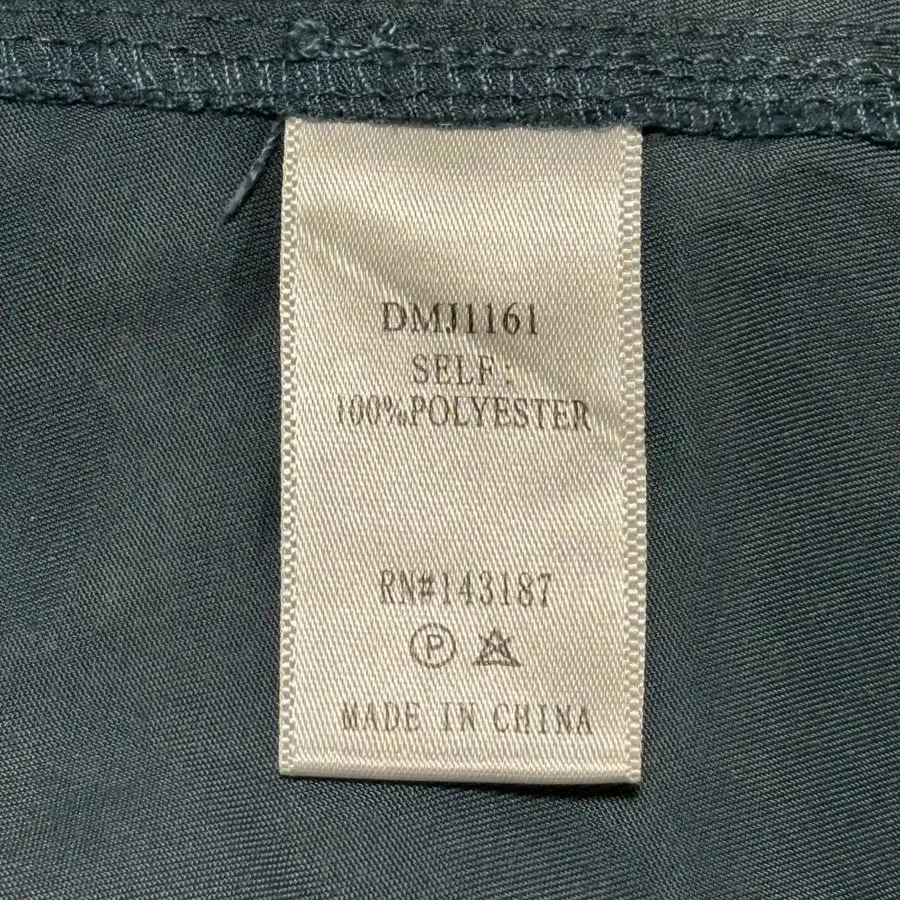 DMJ1161
SELF:
100%POLYESTER
RN#143187
P
MADE IN CHINA